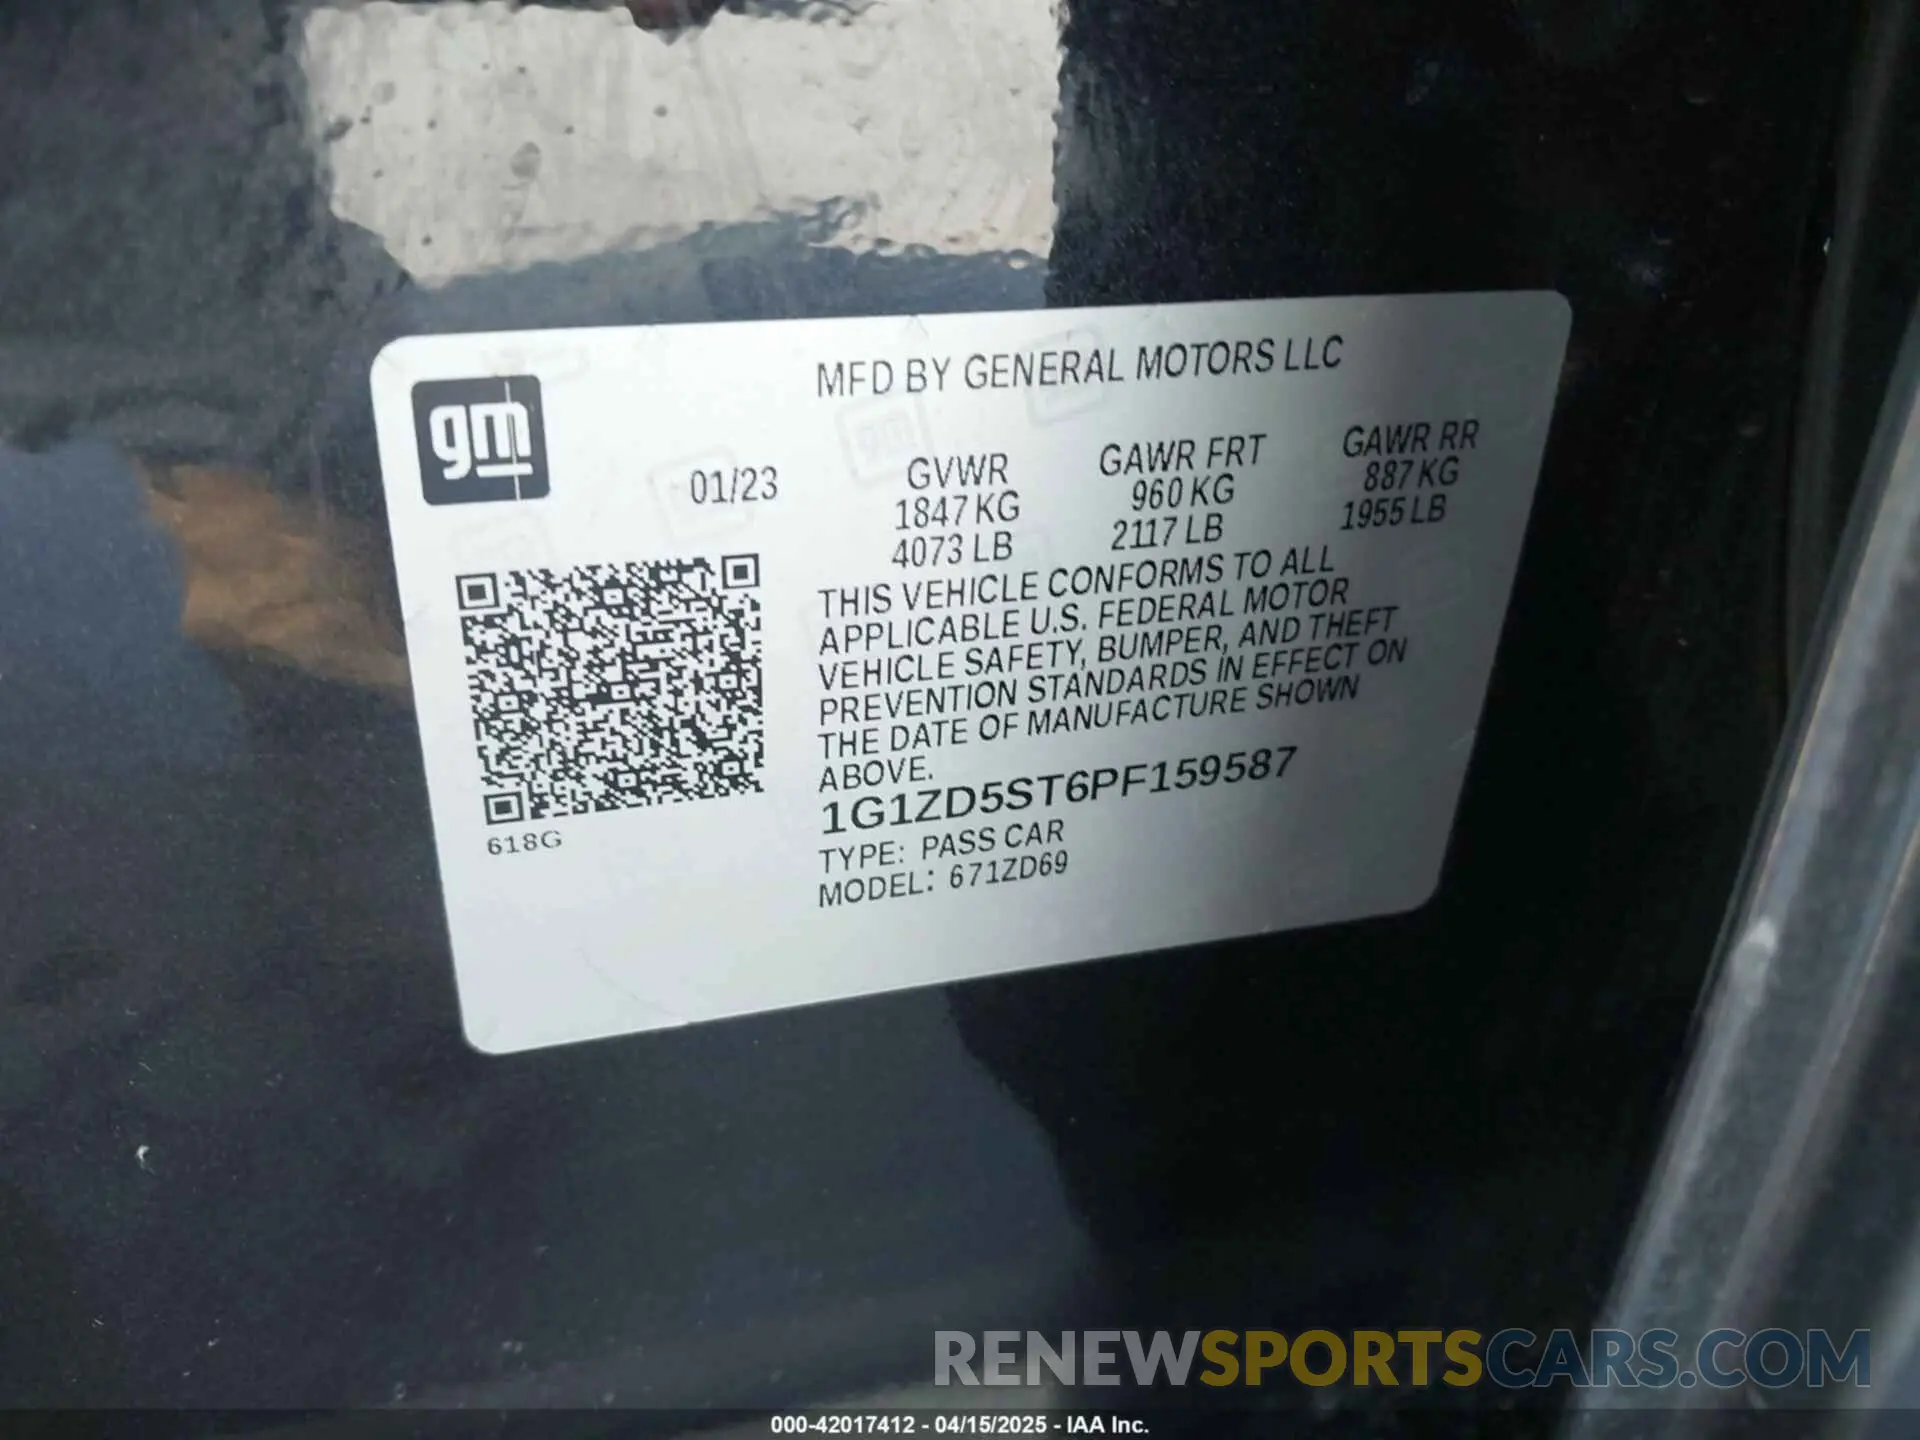 gm
MFD BY GENERAL MOTORS LLC
01/23
GVWR
1847 KG
4073 LB
GAWR FRT
960 KG
2117 LB
GAWR RR
887 KG
1955 LB
THIS VEHICLE CONFORMS TO ALL
APPLICABLE U.S. FEDERAL MOTOR
VEHICLE SAFETY, BUMPER, AND THEFT
PREVENTION STANDARDS IN EFFECT ON
THE DATE OF MANUFACTURE SHOWN
ABOVE.
1G1ZD5ST6PF159587
TYPE: PASS CAR
MODEL: 671ZD69
618G
RENEWSPORTSCARS.COM
000-42017412 - 04/15/2025 - IAA Inc.